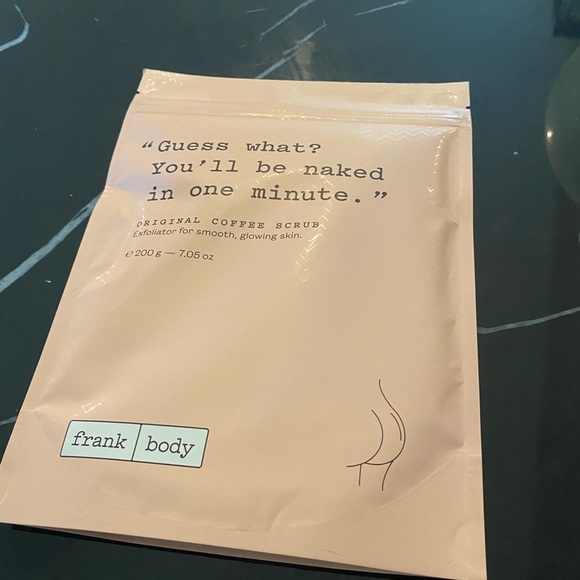 “Guess what?
You’ll be naked
in one minute.”
ORIGINAL COFFEE SCRUB
Exfoliator for smooth, glowing skin.
℮200 g — 7.05 oz
frank body